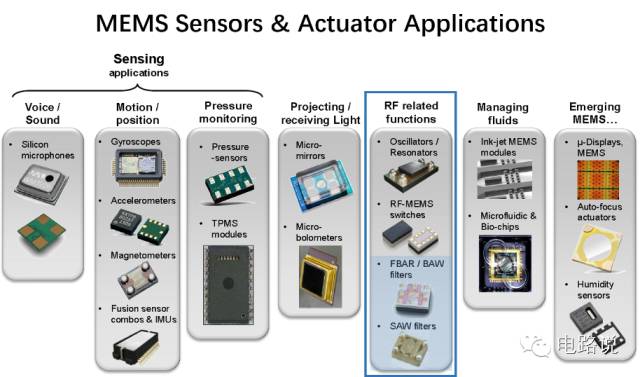 MEMS Sensors & Actuator Applications
Sensing
applications
Voice /
Sound
• Silicon
microphones
Motion /
position
• Gyroscopes
• Accelerometers
• Magnetometers
• Fusion sensor
combos & IMUs
Pressure
monitoring
• Pressure
-sensors
• TPMS
modules
Projecting /
receiving Light
• Micro-
mirrors
• Micro-
bolometers
RF related
functions
• Oscillators /
Resonators
• RF-MEMS
switches
• FBAR / BAW
filters
• SAW filters
Managing
fluids
• Ink-jet MEMS
modules
• Microfluidic &
Bio-chips
Emerging
MEMS…
• µ-Displays,
MEMS
• Auto-focus
actuators
• Humidity
sensors
电路说